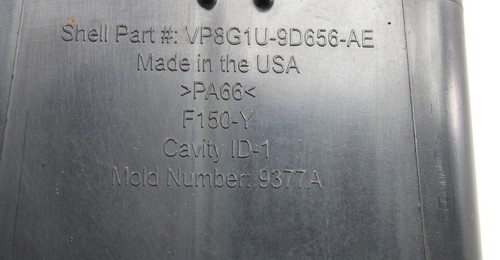 Shell Part #: VP8G1U-9D656-AE
Made in the USA
>PA66<
F150-Y
Cavity ID-1
Mold Number: 9377A